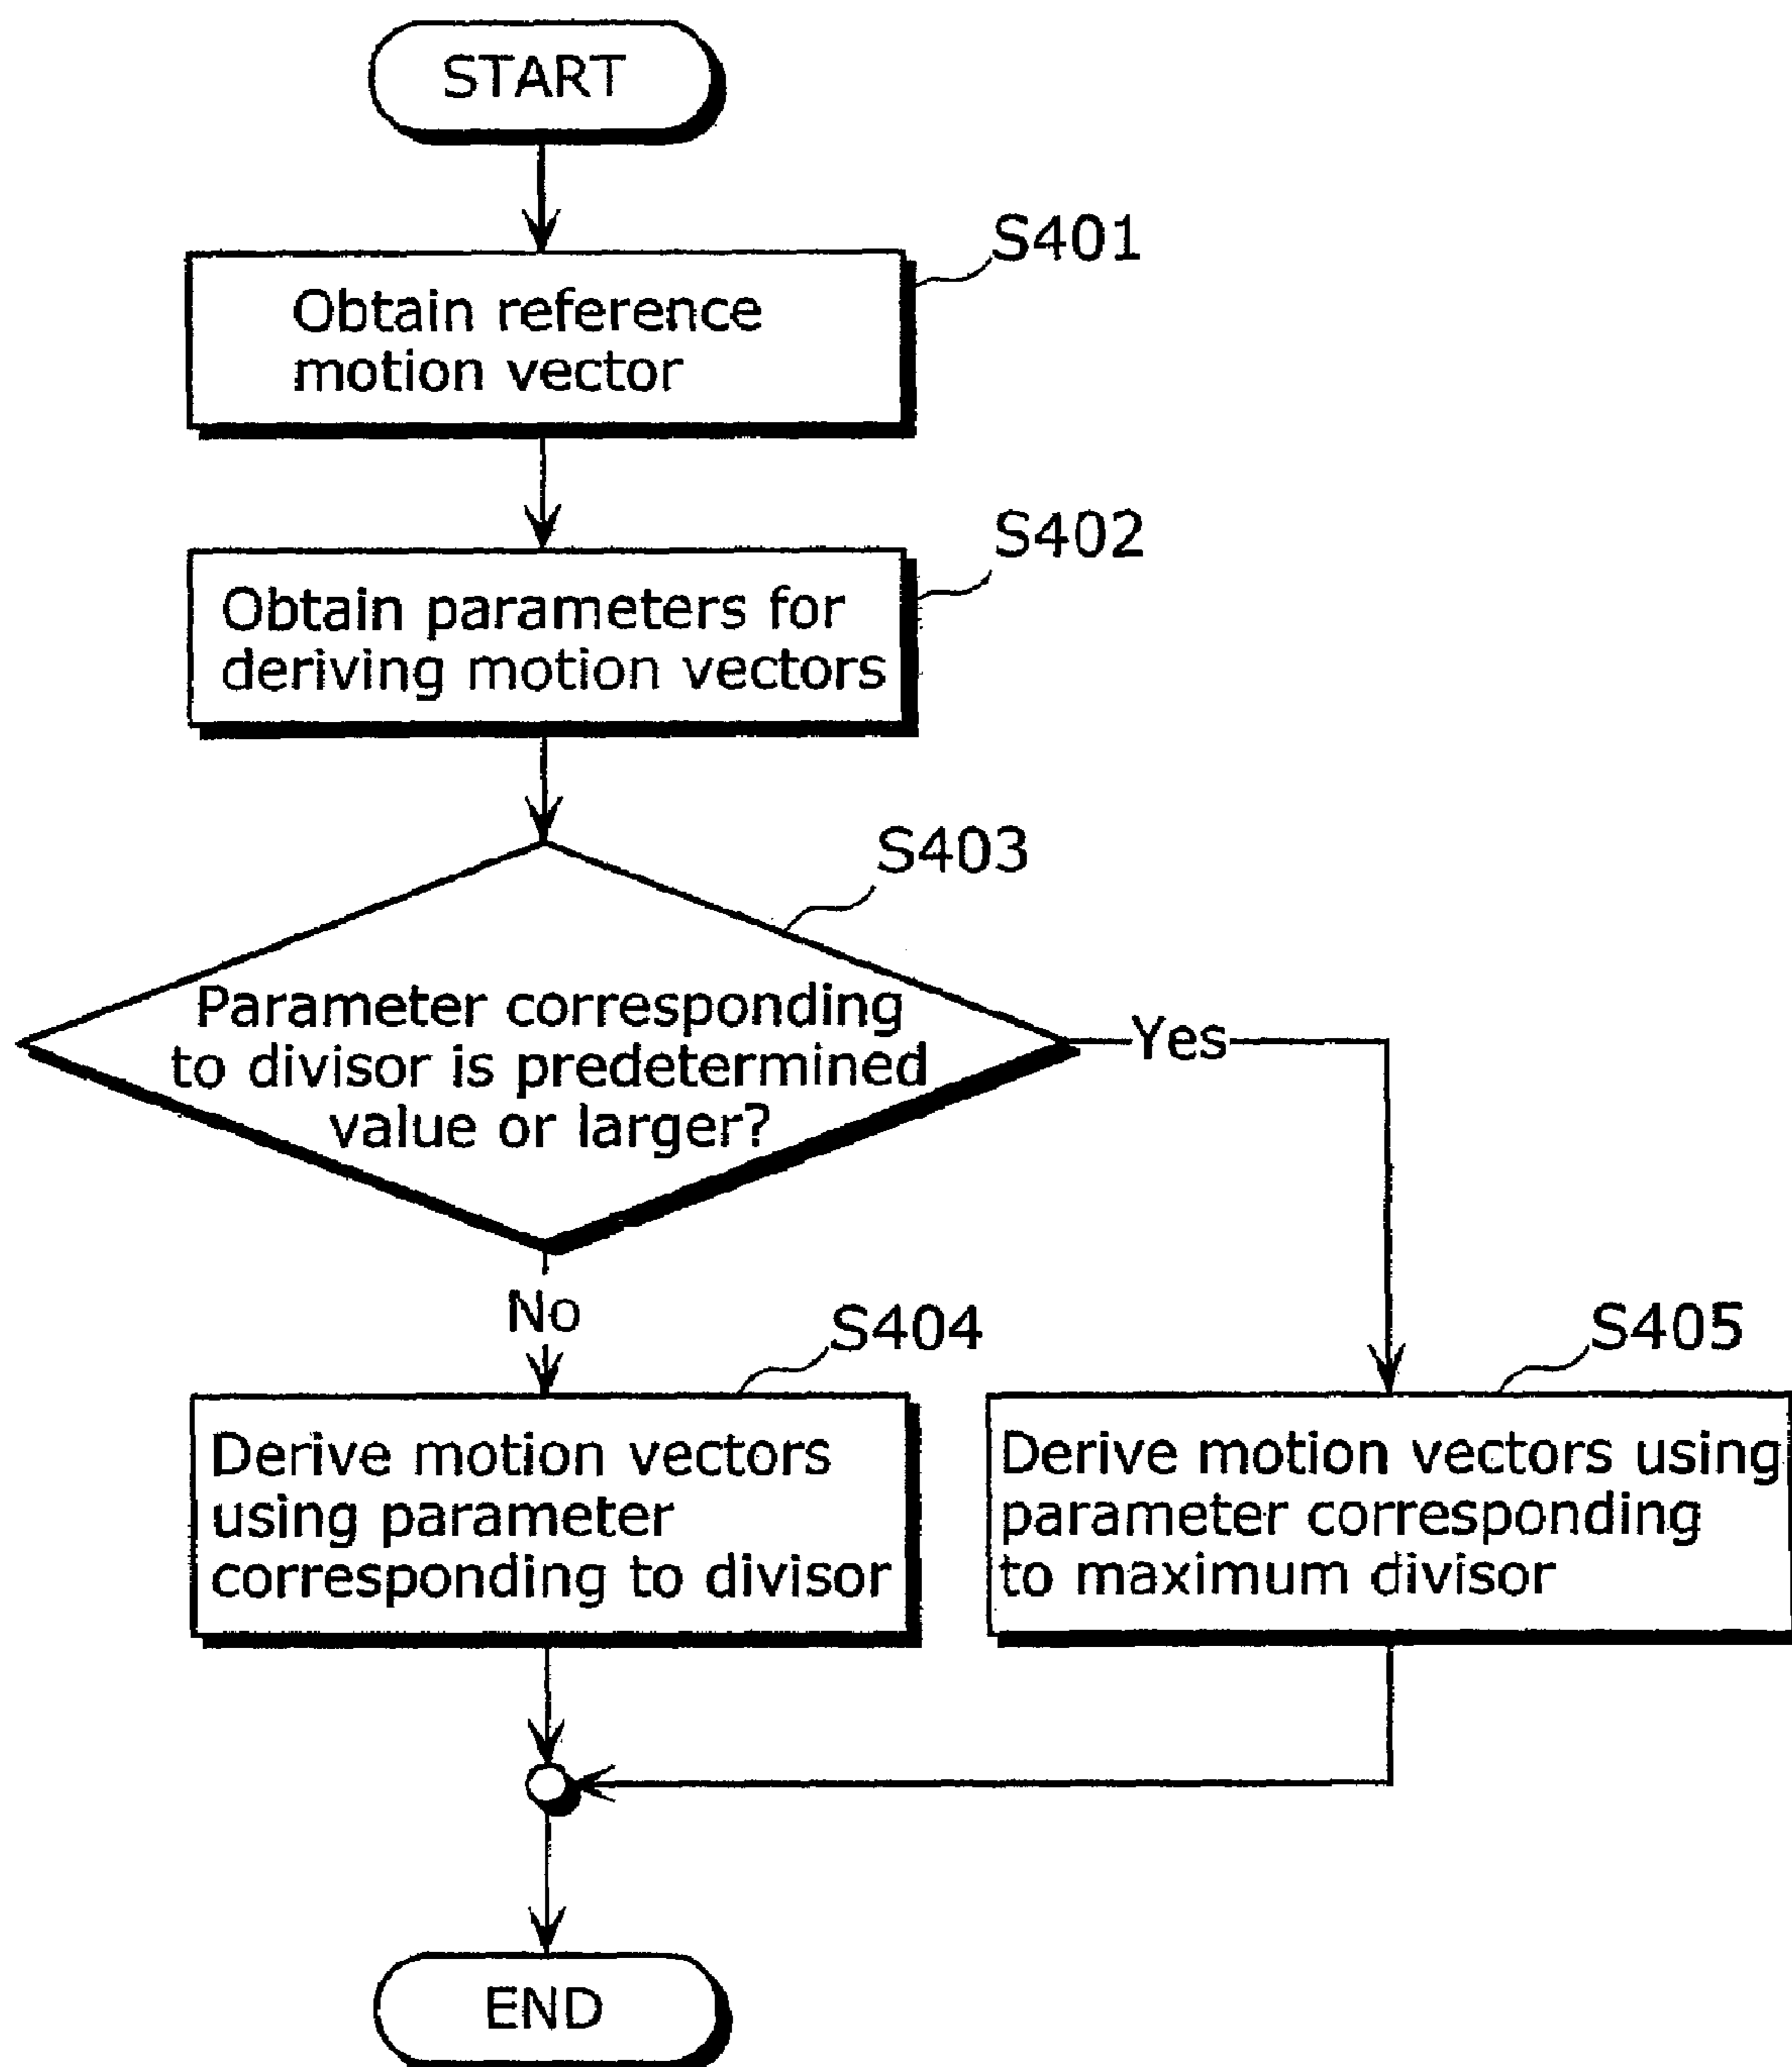 START
S401
Obtain reference
motion vector
S402
Obtain parameters for
deriving motion vectors
S403
Parameter corresponding
to divisor is predetermined
value or larger?
Yes
No
S404
Derive motion vectors
using parameter
corresponding to divisor
S405
Derive motion vectors using
parameter corresponding
to maximum divisor
END